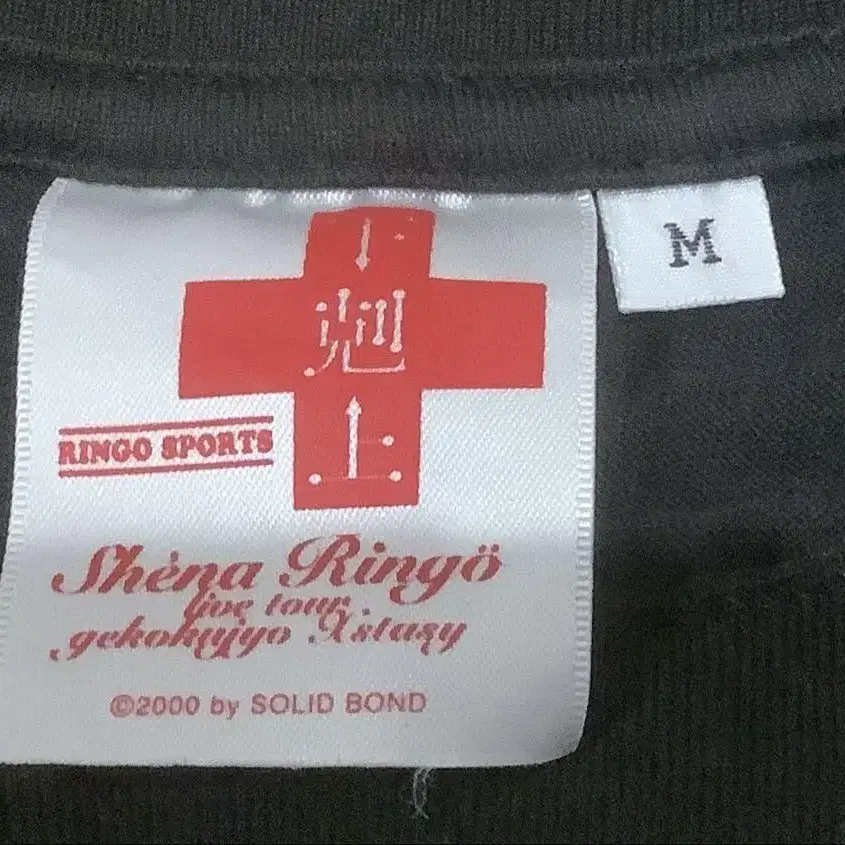 下
剋
上
RINGO SPORTS
M
Shéna Ringö
live tour
gekokujyo Xstasy
©2000 by SOLID BOND